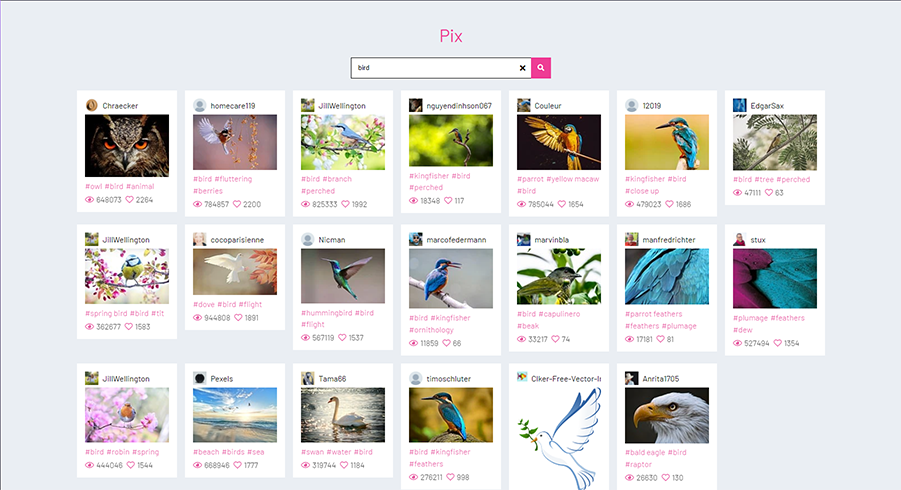 Pix
bird
Chraecker
#owl #bird #animal
648073 2264
homecare119
#bird #fluttering
#berries
784857 2200
JillWellington
#bird #branch
#perched
825333 1992
nguyendinhson067
#kingfisher #bird
#perched
18348 117
Couleur
#parrot #yellow macaw
#bird
785044 1654
12019
#kingfisher #bird
#close up
479023 1686
EdgarSax
#bird #tree #perched
47111 63
JillWellington
#spring bird #bird #tit
362677 1583
cocoparisienne
#dove #bird #flight
944808 1891
Nicman
#hummingbird #bird
#flight
567119 1537
marcofedermann
#bird #kingfisher
#ornithology
11859 66
marvinbla
#bird #capulinero
#beak
33217 74
manfredrichter
#parrot feathers
#feathers #plumage
17181 81
stux
#plumage #feathers
#dew
527494 1354
JillWellington
#bird #robin #spring
444046 1544
Pexels
#beach #birds #sea
668946 1777
Tama66
#swan #water #bird
319744 1184
timoschluter
#bird #kingfisher
#feathers
276211 998
Clker-Free-Vector-Ir
Anrita1705
#bald eagle #bird
#raptor
26630 130